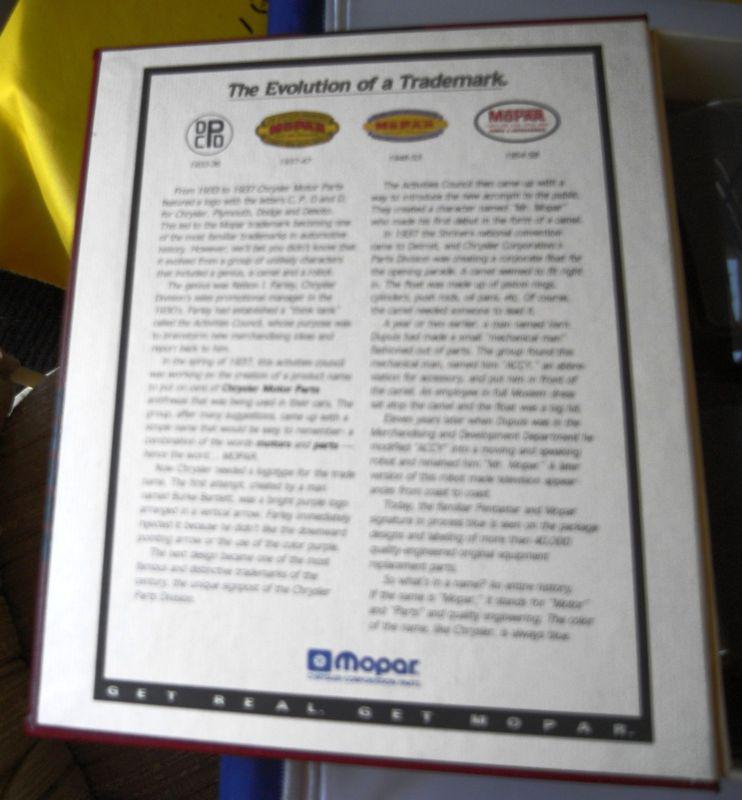 The Evolution of a Trademark.
DPCD
MOPAR
MOPAR
MOPAR
1933-36
1937-47
1948-53
1954-58
From 1933 to 1937 Chrysler Motor Parts
featured a logo with the letters C, P, D and D,
for Chrysler, Plymouth, Dodge and Desoto.
This led to the Mopar trademark becoming one
of the most familiar trademarks in automotive
history. However, we'll bet you didn't know that
it evolved from a group of unlikely characters
that included a genius, a camel and a robot.
The genius was Nelson L. Farley, Chrysler
Division's sales promotional manager in the
1930's. Farley had established a "think tank"
called the Activities Council, whose purpose was
to brainstorm new merchandising ideas and
report back to him.
In the spring of 1937, this activities council
was working on the creation of a product name
to put on cans of Chrysler Motor Parts
antifreeze that was being used in their cars. The
group, after many suggestions, came up with a
simple name that would be easy to remember- a
combination of the words motors and parts —
hence the word... MOPAR.
Now Chrysler needed a logotype for the trade
name. The first attempt, created by a man
named Burke Bartlett, was a bright purple logo
arranged in a vertical arrow. Farley immediately
rejected it because he didn't like the downward
pointing arrow or the use of the color purple.
The next design became one of the most
famous and distinctive trademarks of the
century, the unique signpost of the Chrysler
Parts Division.
The Activities Council then came up with a
way to introduce the new acronym to the public.
They created a character named "Mr. Mopar"
who made his first debut in the form of a camel.
In 1937 the Shriner's national convention
came to Detroit, and Chrysler Corporation's
Parts Division was creating a corporate float for
the opening parade. A camel seemed to fit right
in. The float was made up of piston rings,
cylinders, push rods, oil pans, etc. Of course,
the camel needed someone to lead it.
A year or two earlier, a man named Vern
Dupuis had made a small "mechanical man"
fashioned out of parts. The group found this
mechanical man, named him "ACCY," an abbre-
viation for accessory, and put him in front of
the camel. An employee in full Moslem dress
sat atop the camel and the float was a big hit.
Eleven years later when Dupuis was in the
Merchandising and Development Department he
modified "ACCY" into a moving and speaking
robot and renamed him "Mr. Mopar." A later
version of this robot made television appear-
ances from coast to coast.
Today, the familiar Pentastar and Mopar
signature in process blue is seen on the package
designs and labeling of more than 40,000
quality-engineered original equipment
replacement parts.
So what's in a name? An entire history.
If the name is "Mopar," it stands for "Motor"
and "Parts" and quality engineering. The color
of the name, like Chrysler, is always blue.
Mopar
CHRYSLER CORPORATION PARTS
GET REAL. GET MOPAR.